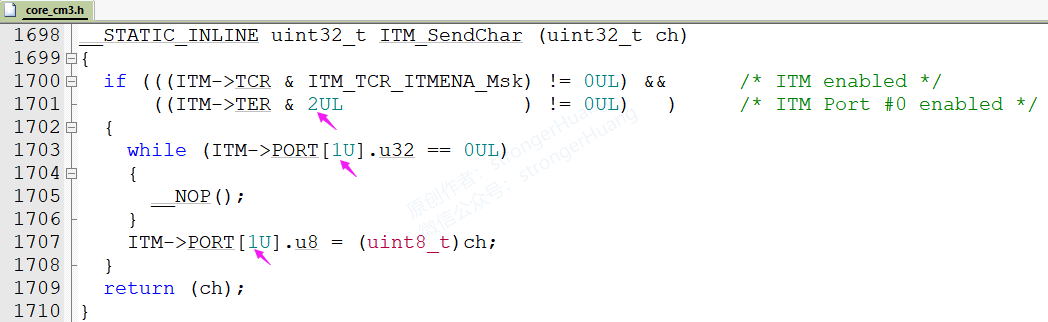 core_cm3.h
1698 __STATIC_INLINE uint32_t ITM_SendChar (uint32_t ch)
1699 {
1700 if (((ITM->TCR & ITM_TCR_ITMENA_Msk) != 0UL) && /* ITM enabled */
1701 ((ITM->TER & 2UL ) != 0UL) ) /* ITM Port #0 enabled */
1702 {
1703 while (ITM->PORT[1U].u32 == 0UL)
1704 {
1705 __NOP();
1706 }
1707 ITM->PORT[1U].u8 = (uint8_t)ch;
1708 }
1709 return (ch);
1710 }
原创作者：strongerHuang
微信公众号：strongerHuang